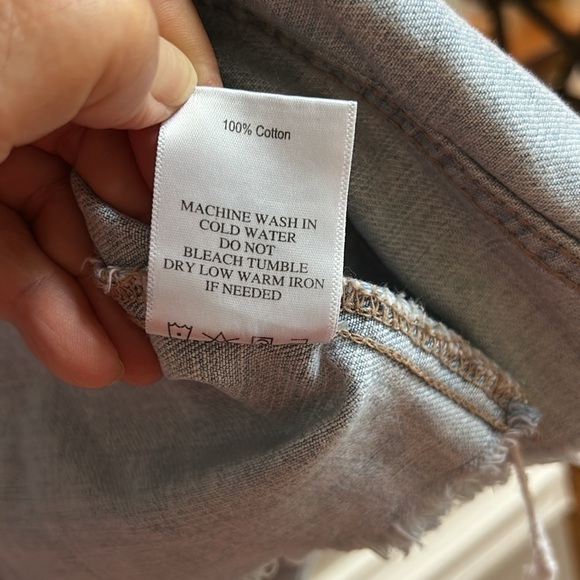 100% Cotton
MACHINE WASH IN
COLD WATER
DO NOT
BLEACH TUMBLE
DRY LOW WARM IRON
IF NEEDED